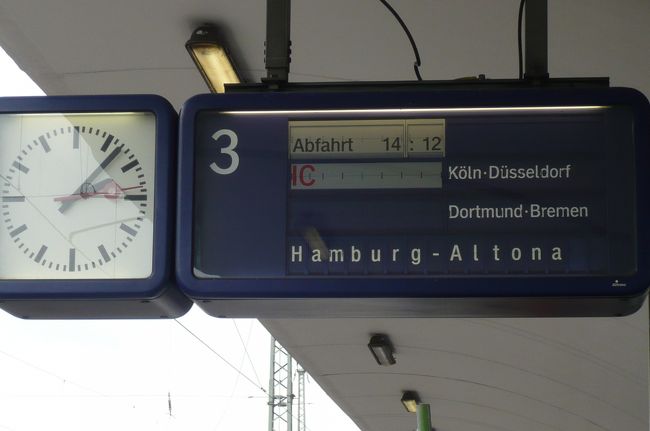 3
Abfahrt 14:12
IC
Köln·Düsseldorf
Dortmund·Bremen
Hamburg-Altona